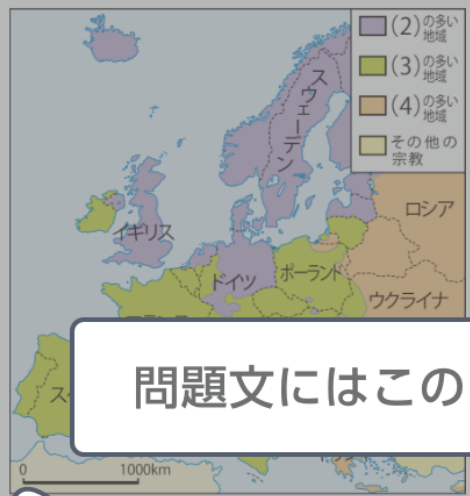 (2)の多い地域
(3)の多い地域
(4)の多い地域
その他の宗教
スウェーデン
ロシア
イギリス
ドイツ
ポーランド
ウクライナ
問題文にはこの
0 1000km